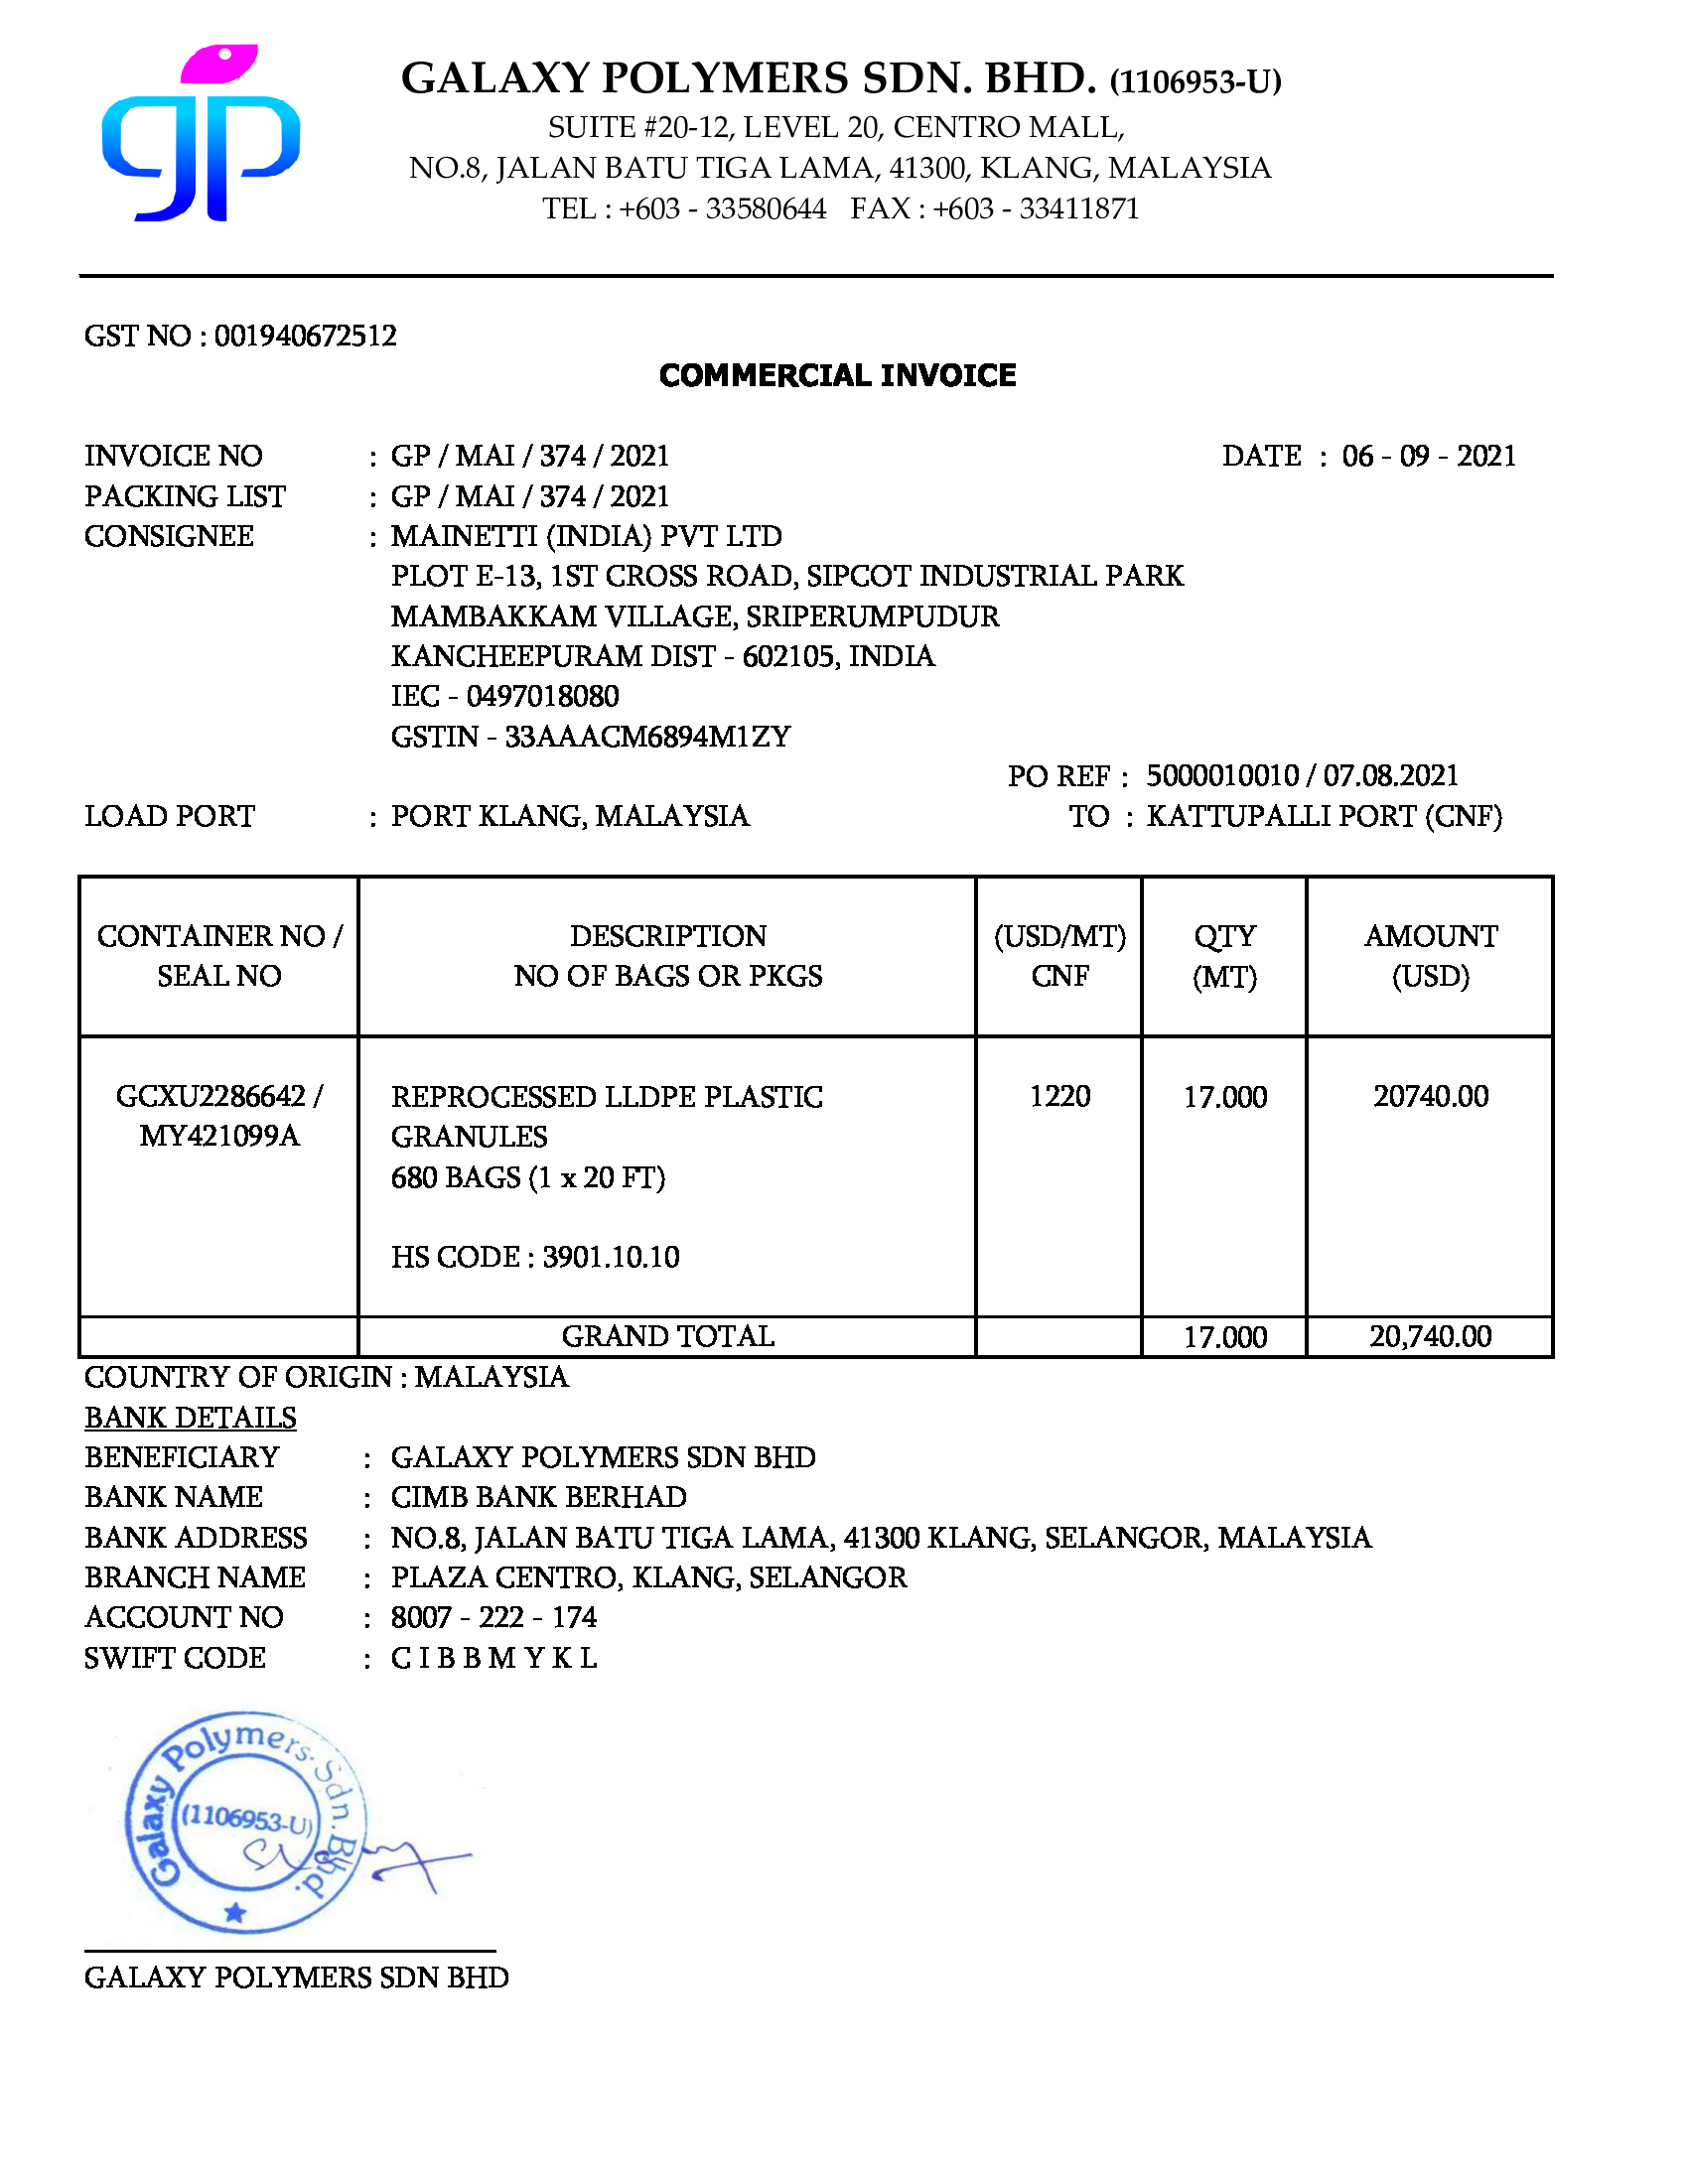 gp
GALAXY POLYMERS SDN. BHD. (1106953-U)
SUITE #20-12, LEVEL 20, CENTRO MALL,
NO.8, JALAN BATU TIGA LAMA, 41300, KLANG, MALAYSIA
TEL : +603 - 33580644 FAX : +603 - 33411871
GST NO : 001940672512
COMMERCIAL INVOICE
INVOICE NO : GP / MAI / 374 / 2021 DATE : 06 - 09 - 2021
PACKING LIST : GP / MAI / 374 / 2021
CONSIGNEE : MAINETTI (INDIA) PVT LTD
PLOT E-13, 1ST CROSS ROAD, SIPCOT INDUSTRIAL PARK
MAMBAKKAM VILLAGE, SRIPERUMPUDUR
KANCHEEPURAM DIST - 602105, INDIA
IEC - 0497018080
GSTIN - 33AAACM6894M1ZY
PO REF : 5000010010 / 07.08.2021
LOAD PORT : PORT KLANG, MALAYSIA TO : KATTUPALLI PORT (CNF)
CONTAINER NO / DESCRIPTION (USD/MT) QTY AMOUNT
SEAL NO NO OF BAGS OR PKGS CNF (MT) (USD)
GCXU2286642 / REPROCESSED LLDPE PLASTIC 1220 17.000 20740.00
MY421099A GRANULES
680 BAGS (1 x 20 FT)
HS CODE : 3901.10.10
GRAND TOTAL 17.000 20,740.00
COUNTRY OF ORIGIN : MALAYSIA
BANK DETAILS
BENEFICIARY : GALAXY POLYMERS SDN BHD
BANK NAME : CIMB BANK BERHAD
BANK ADDRESS : NO.8, JALAN BATU TIGA LAMA, 41300 KLANG, SELANGOR, MALAYSIA
BRANCH NAME : PLAZA CENTRO, KLANG, SELANGOR
ACCOUNT NO : 8007 - 222 - 174
SWIFT CODE : C I B B M Y K L
Galaxy Polymers. Sdn. Bhd.
(1106953-U)
GALAXY POLYMERS SDN BHD